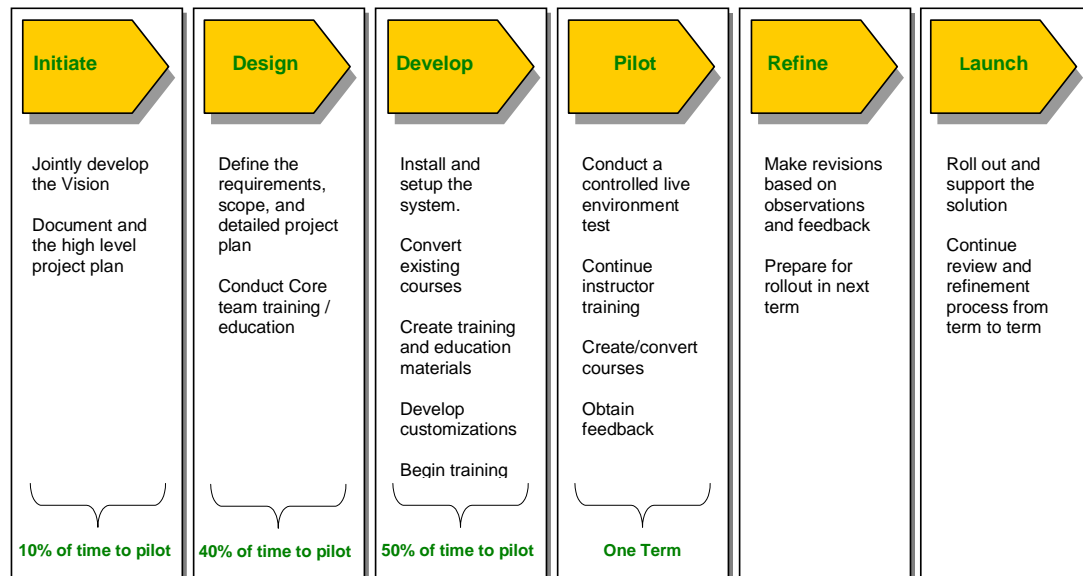 Initiate
Jointly develop
the Vision
Document and
the high level
project plan
10% of time to pilot
Design
Define the
requirements,
scope, and
detailed project
plan
Conduct Core
team training /
education
40% of time to pilot
Develop
Install and
setup the
system.
Convert
existing
courses
Create training
and education
materials
Develop
customizations
Begin training
50% of time to pilot
Pilot
Conduct a
controlled live
environment
test
Continue
instructor
training
Create/convert
courses
Obtain
feedback
One Term
Refine
Make revisions
based on
observations
and feedback
Prepare for
rollout in next
term
Launch
Roll out and
support the
solution
Continue
review and
refinement
process from
term to term